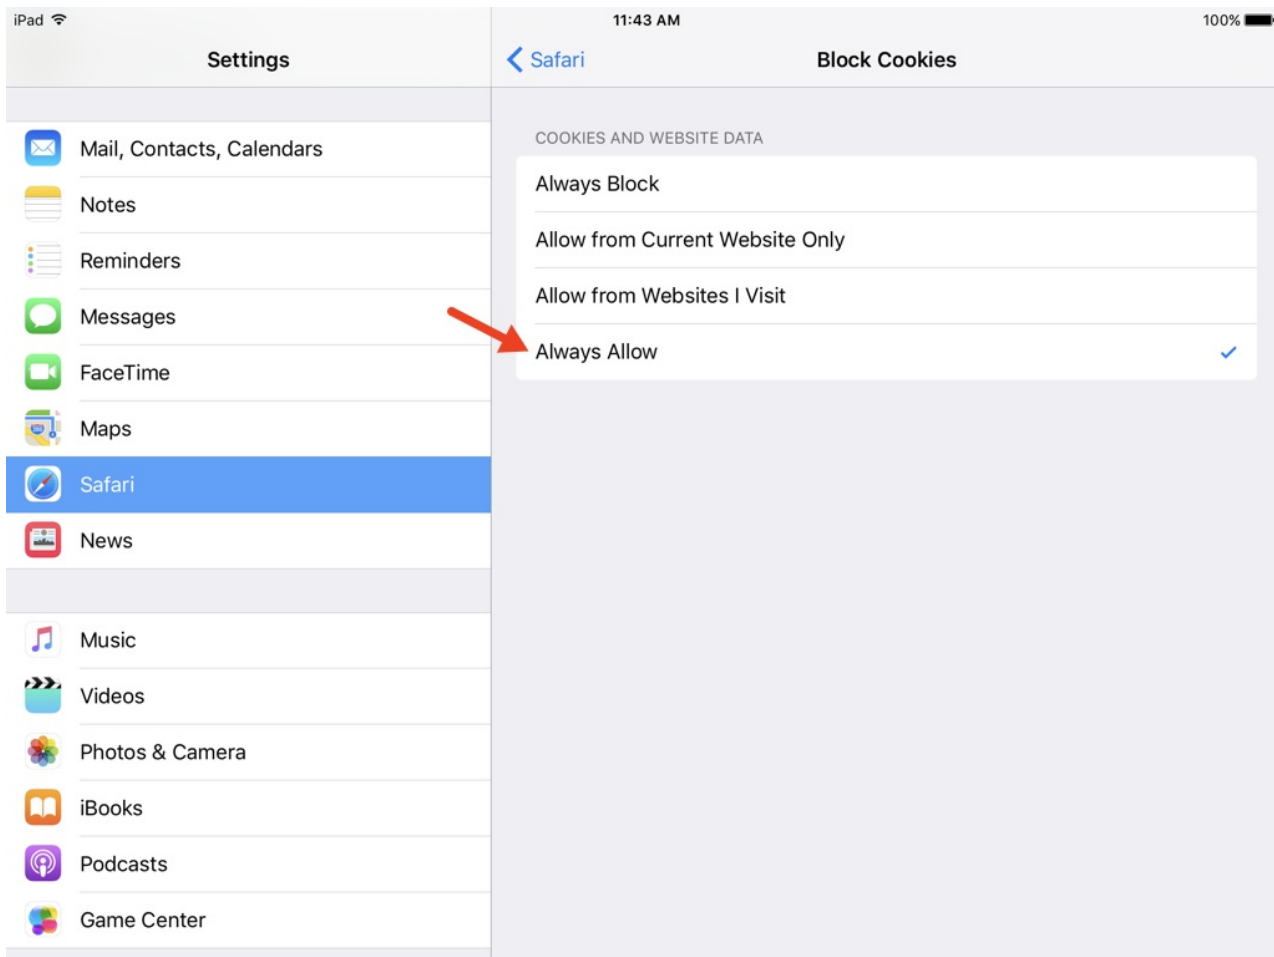 iPad
11:43 AM
100%
Settings
Safari
Block Cookies
Mail, Contacts, Calendars
Notes
Reminders
Messages
FaceTime
Maps
Safari
News
Music
Videos
Photos & Camera
iBooks
Podcasts
Game Center
COOKIES AND WEBSITE DATA
Always Block
Allow from Current Website Only
Allow from Websites I Visit
Always Allow